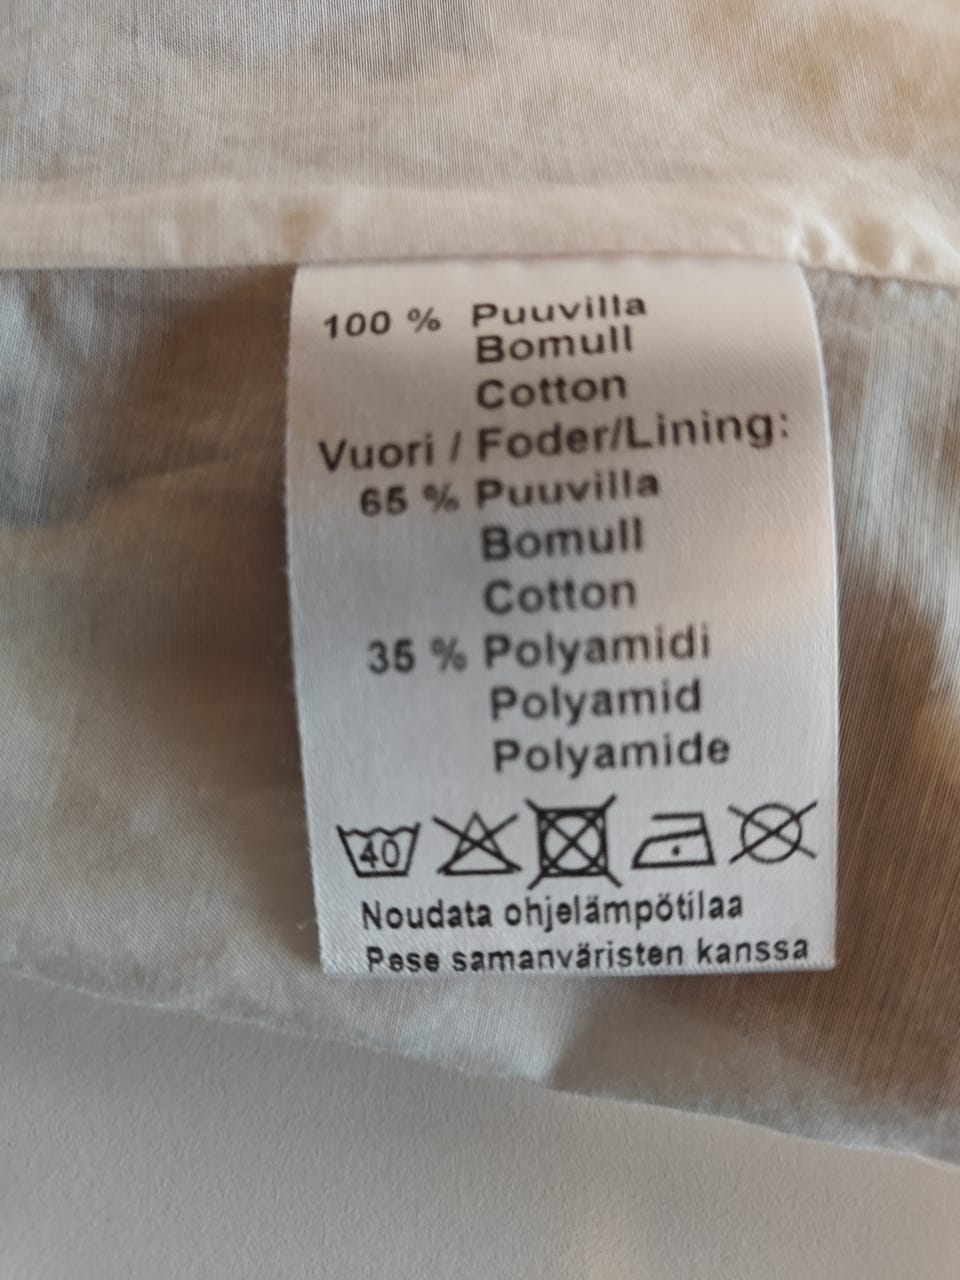 100 % Puuvilla
Bomull
Cotton
Vuori / Foder/Lining:
65 % Puuvilla
Bomull
Cotton
35 % Polyamidi
Polyamid
Polyamide
40
Noudata ohjelämpötilaa
Pese samanväristen kanssa